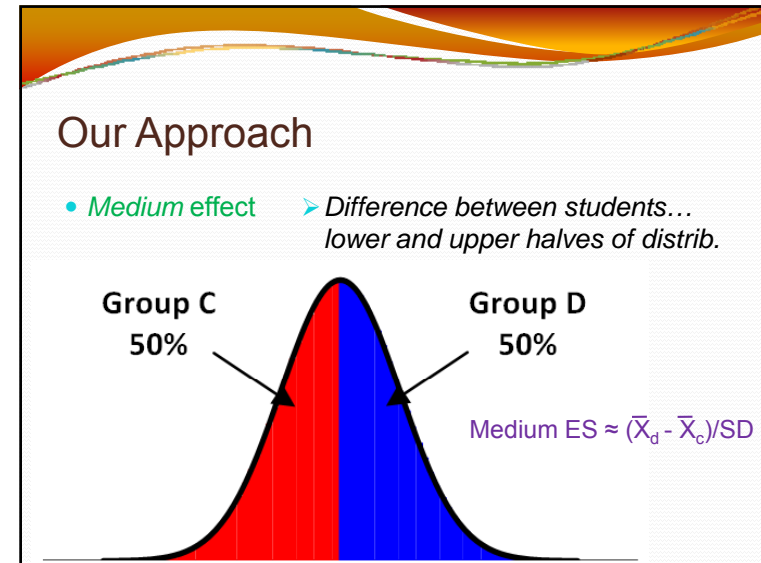 Our Approach
• Medium effect
➢ Difference between students…
lower and upper halves of distrib.
Group C
50%
Group D
50%
Medium ES ≈ (X̅d - X̅c)/SD